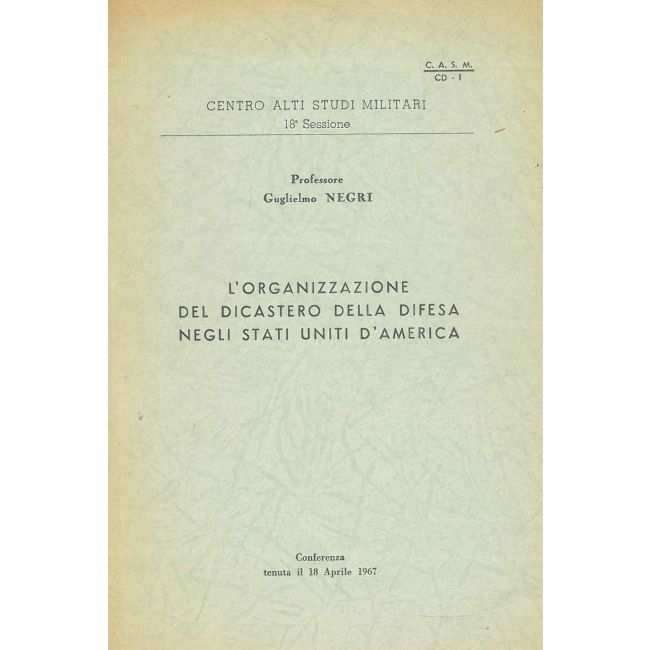 C. A. S. M.
CD - 1
CENTRO ALTI STUDI MILITARI
18ª Sessione
Professore
Guglielmo NEGRI
L'ORGANIZZAZIONE
DEL DICASTERO DELLA DIFESA
NEGLI STATI UNITI D'AMERICA
Conferenza
tenuta il 18 Aprile 1967